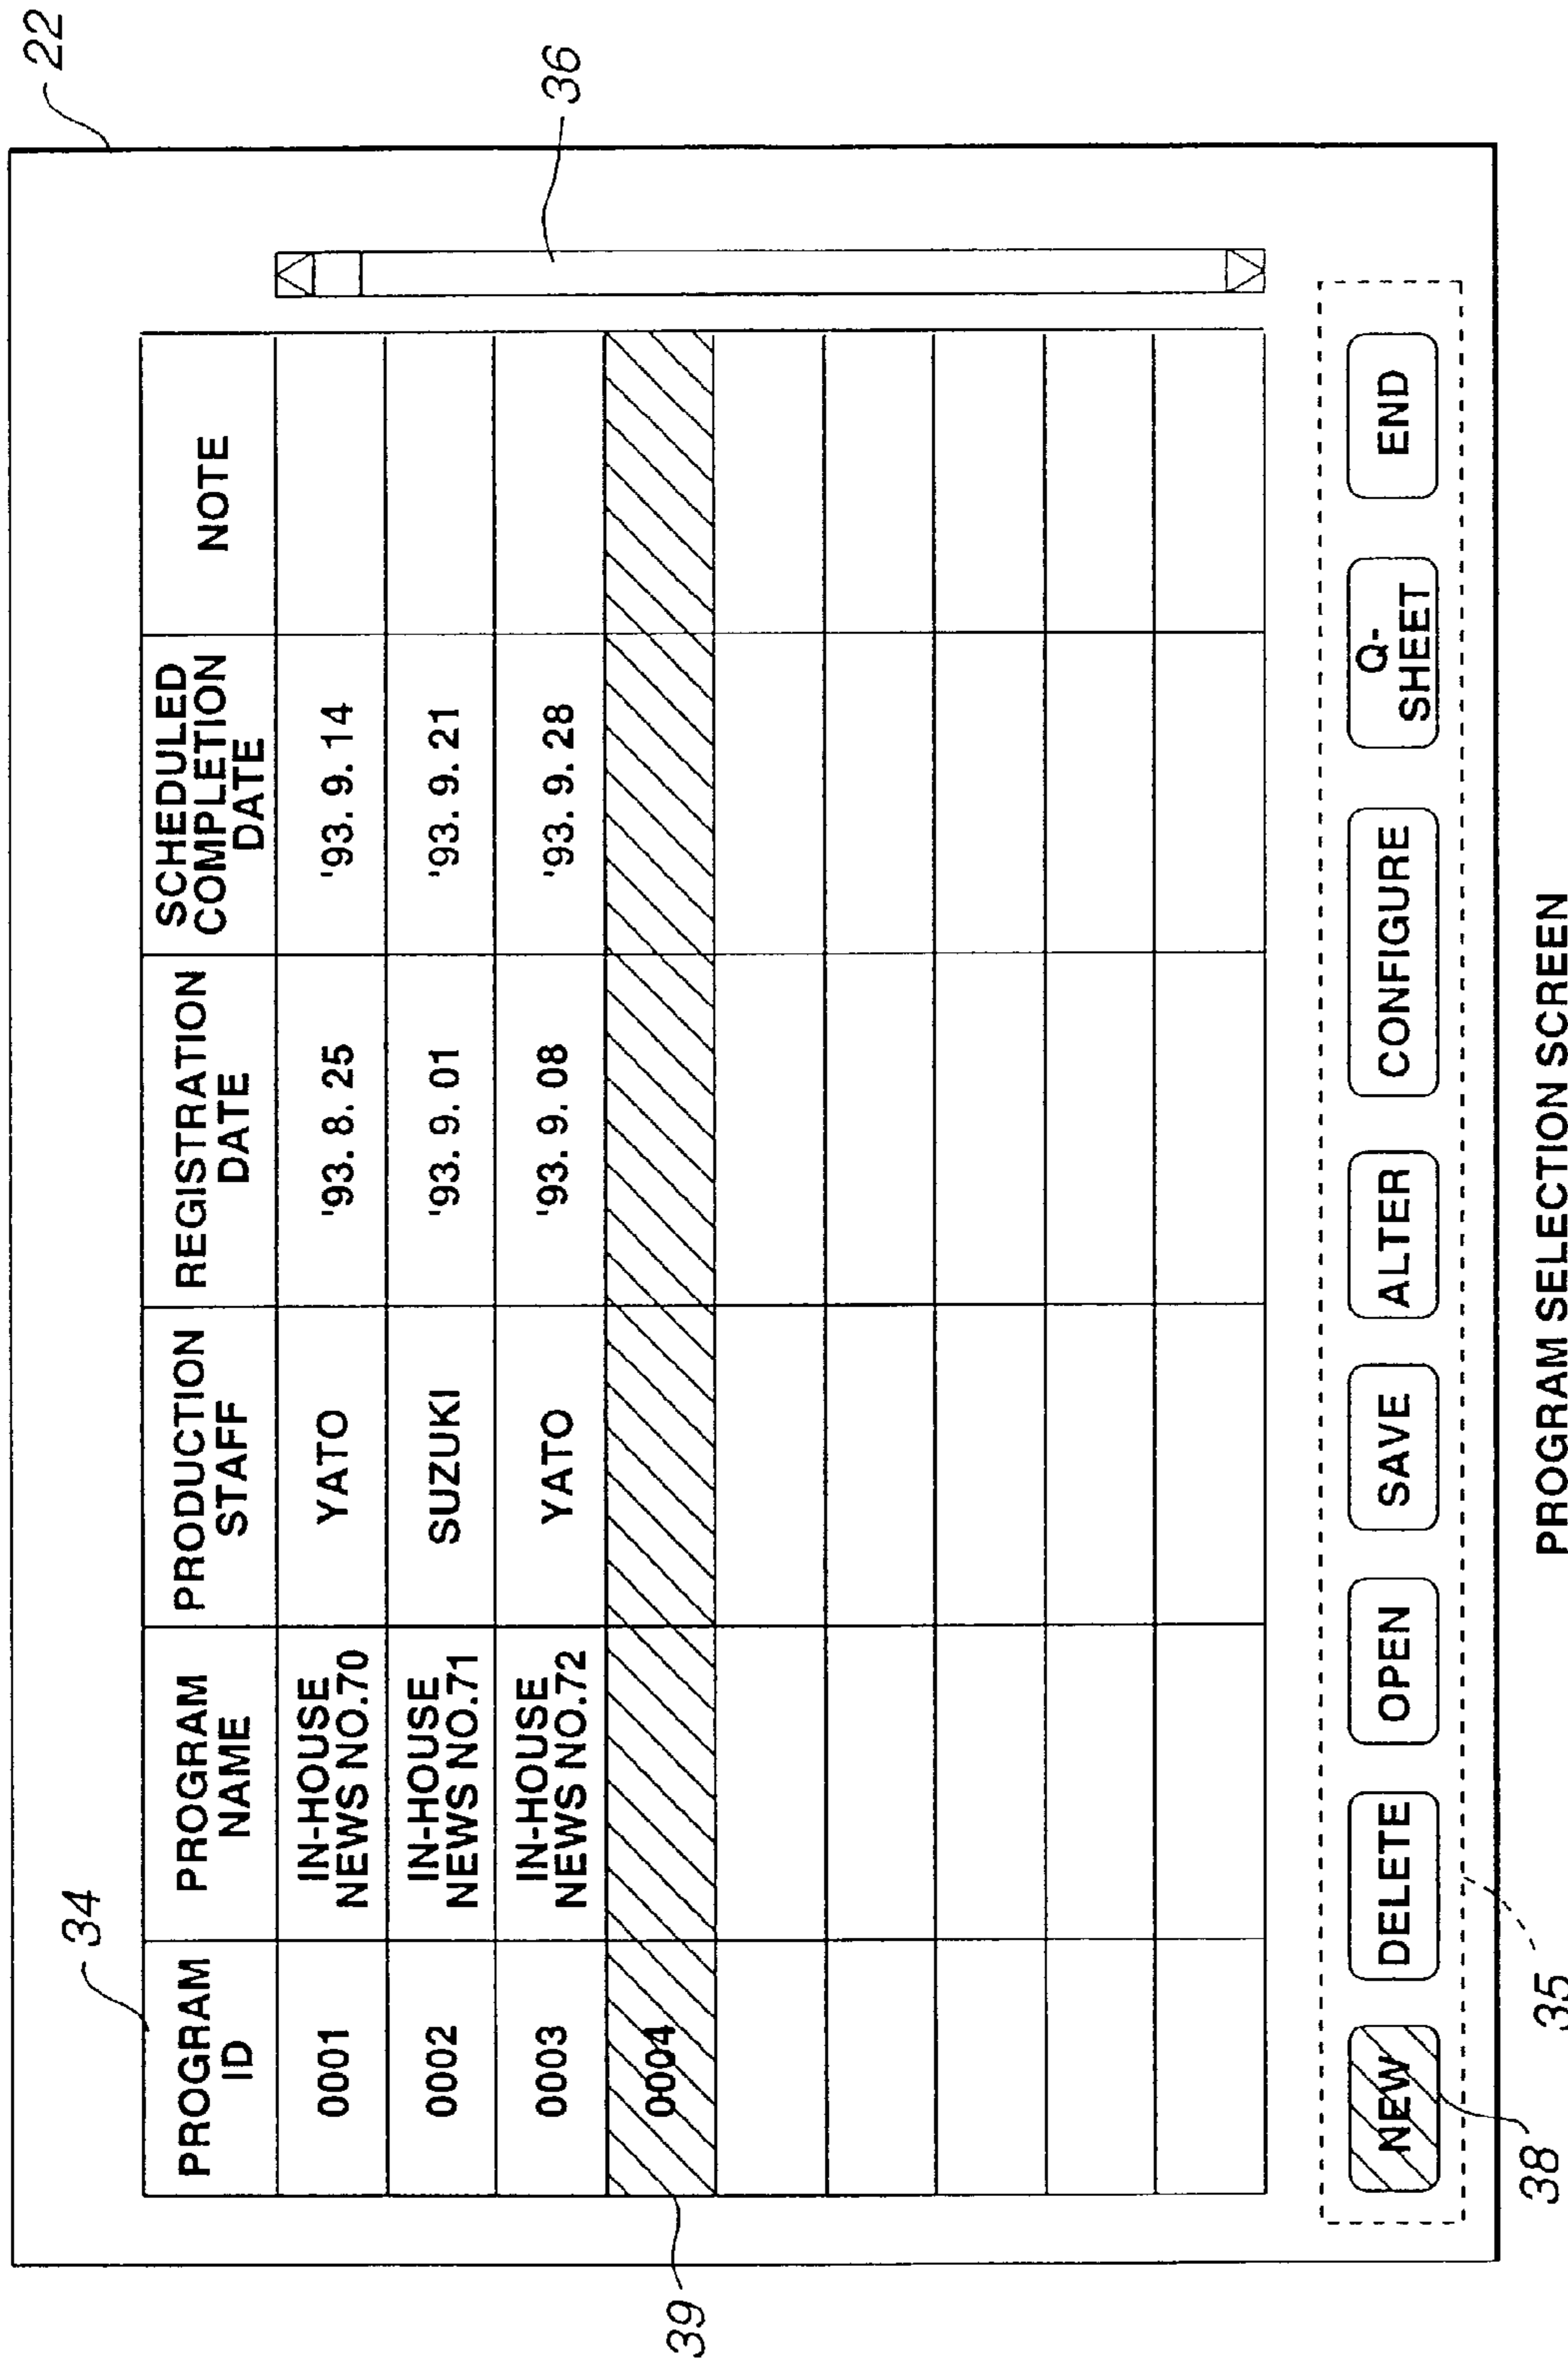 22
34
36
PROGRAM
ID
PROGRAM
NAME
PRODUCTION
STAFF
REGISTRATION
DATE
SCHEDULED
COMPLETION
DATE
NOTE
0001
IN-HOUSE
NEWS NO.70
YATO
'93. 8. 25
'93. 9. 14
0002
IN-HOUSE
NEWS NO.71
SUZUKI
'93. 9. 01
'93. 9. 21
0003
IN-HOUSE
NEWS NO.72
YATO
'93. 9. 08
'93. 9. 28
39
0004
NEW
DELETE
OPEN
SAVE
ALTER
CONFIGURE
Q-
SHEET
END
38
35
PROGRAM SELECTION SCREEN